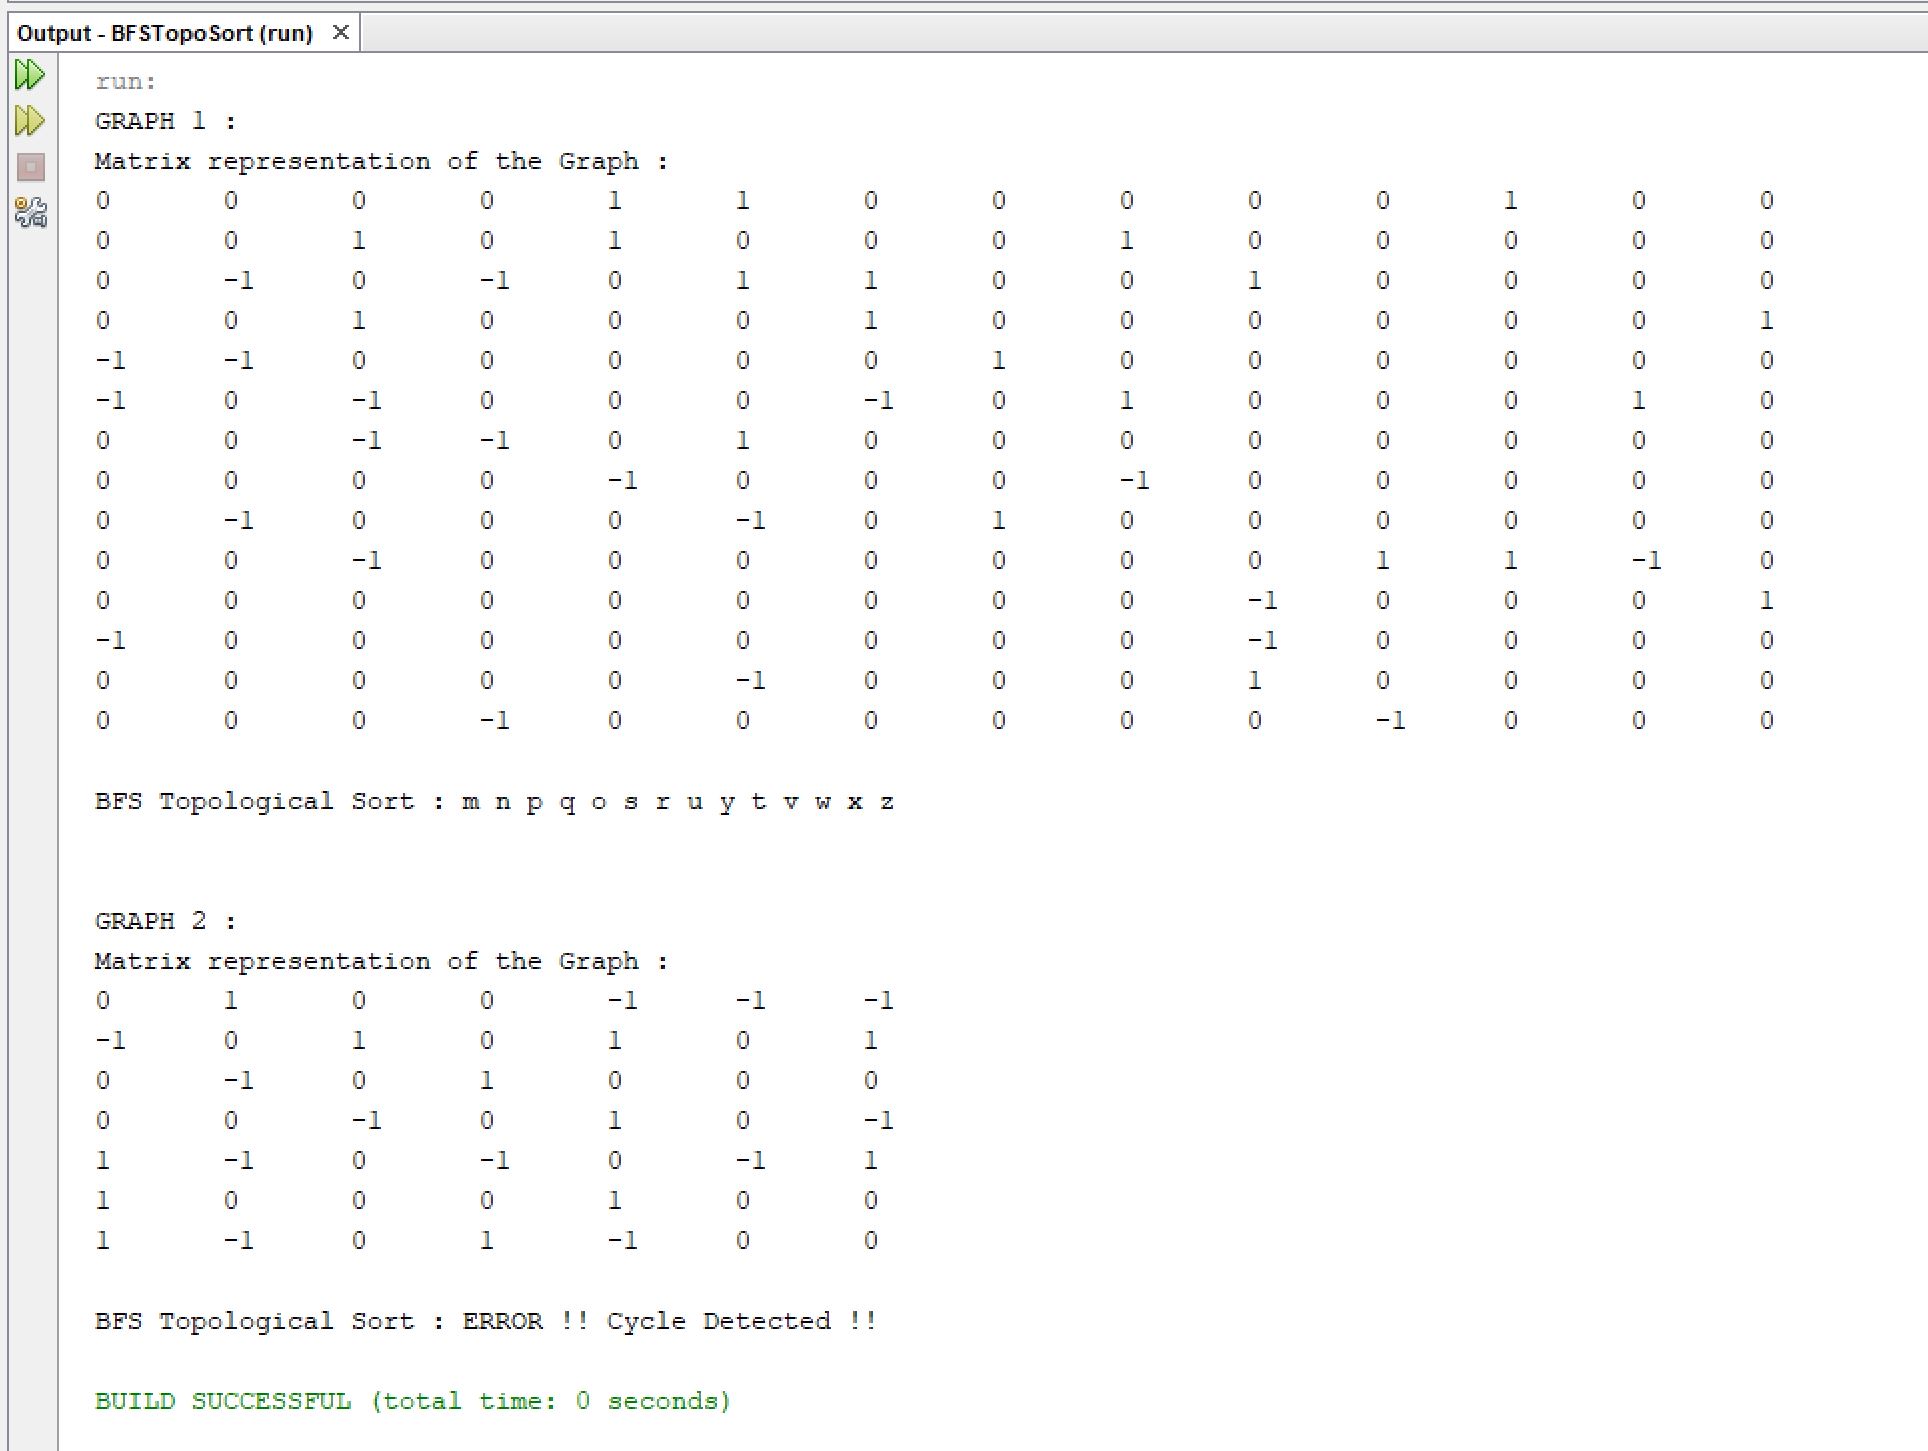 Output - BFSTopoSort (run) ×
run:
GRAPH 1 :
Matrix representation of the Graph :
0 0 0 0 1 1 0 0 0 0 0 1 0 0
0 0 1 0 1 0 0 0 1 0 0 0 0 0
0 -1 0 -1 0 1 1 0 0 1 0 0 0 0
0 0 1 0 0 0 1 0 0 0 0 0 0 1
-1 -1 0 0 0 0 0 1 0 0 0 0 0 0
-1 0 -1 0 0 0 -1 0 1 0 0 0 1 0
0 0 -1 -1 0 1 0 0 0 0 0 0 0 0
0 0 0 0 -1 0 0 0 -1 0 0 0 0 0
0 -1 0 0 0 -1 0 1 0 0 0 0 0 0
0 0 -1 0 0 0 0 0 0 0 1 1 -1 0
0 0 0 0 0 0 0 0 0 -1 0 0 0 1
-1 0 0 0 0 0 0 0 0 -1 0 0 0 0
0 0 0 0 0 -1 0 0 0 1 0 0 0 0
0 0 0 -1 0 0 0 0 0 0 -1 0 0 0
BFS Topological Sort : m n p q o s r u y t v w x z
GRAPH 2 :
Matrix representation of the Graph :
0 1 0 0 -1 -1 -1
-1 0 1 0 1 0 1
0 -1 0 1 0 0 0
0 0 -1 0 1 0 -1
1 -1 0 -1 0 -1 1
1 0 0 0 1 0 0
1 -1 0 1 -1 0 0
BFS Topological Sort : ERROR !! Cycle Detected !!
BUILD SUCCESSFUL (total time: 0 seconds)